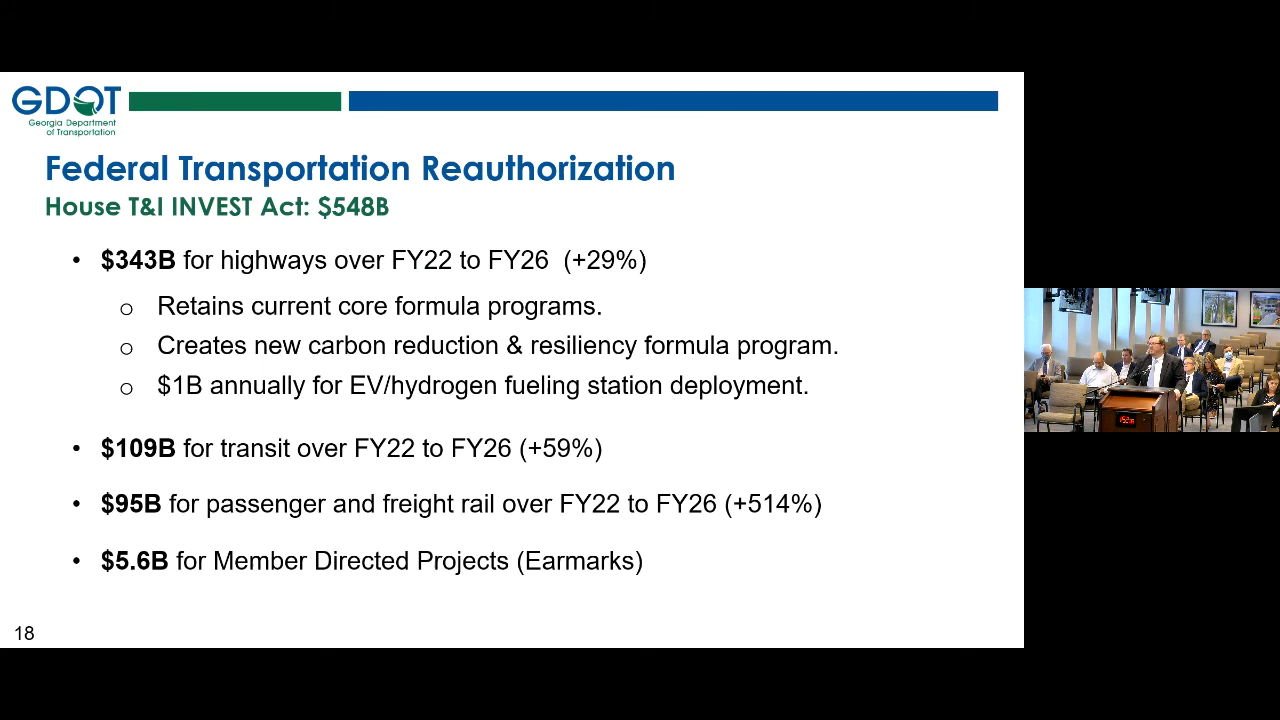 GDOT
Georgia Department
of Transportation
Federal Transportation Reauthorization
House T&I INVEST Act: $548B
• $343B for highways over FY22 to FY26 (+29%)
o Retains current core formula programs.
o Creates new carbon reduction & resiliency formula program.
o $1B annually for EV/hydrogen fueling station deployment.
• $109B for transit over FY22 to FY26 (+59%)
• $95B for passenger and freight rail over FY22 to FY26 (+514%)
• $5.6B for Member Directed Projects (Earmarks)
18